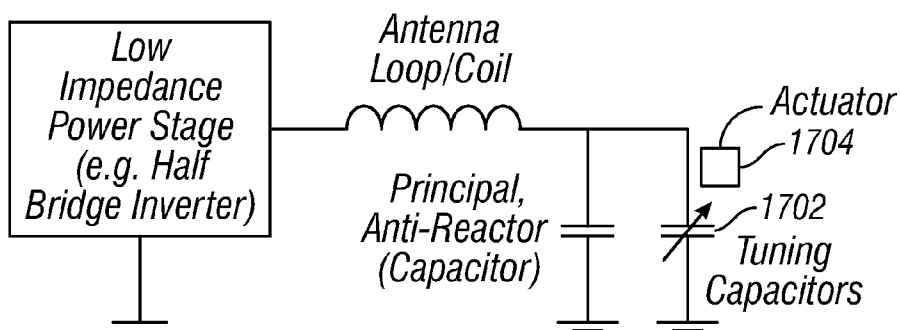 Low
Impedance
Power Stage
(e.g. Half
Bridge Inverter)
Antenna
Loop/Coil
Principal,
Anti-Reactor
(Capacitor)
Actuator
1704
1702
Tuning
Capacitors